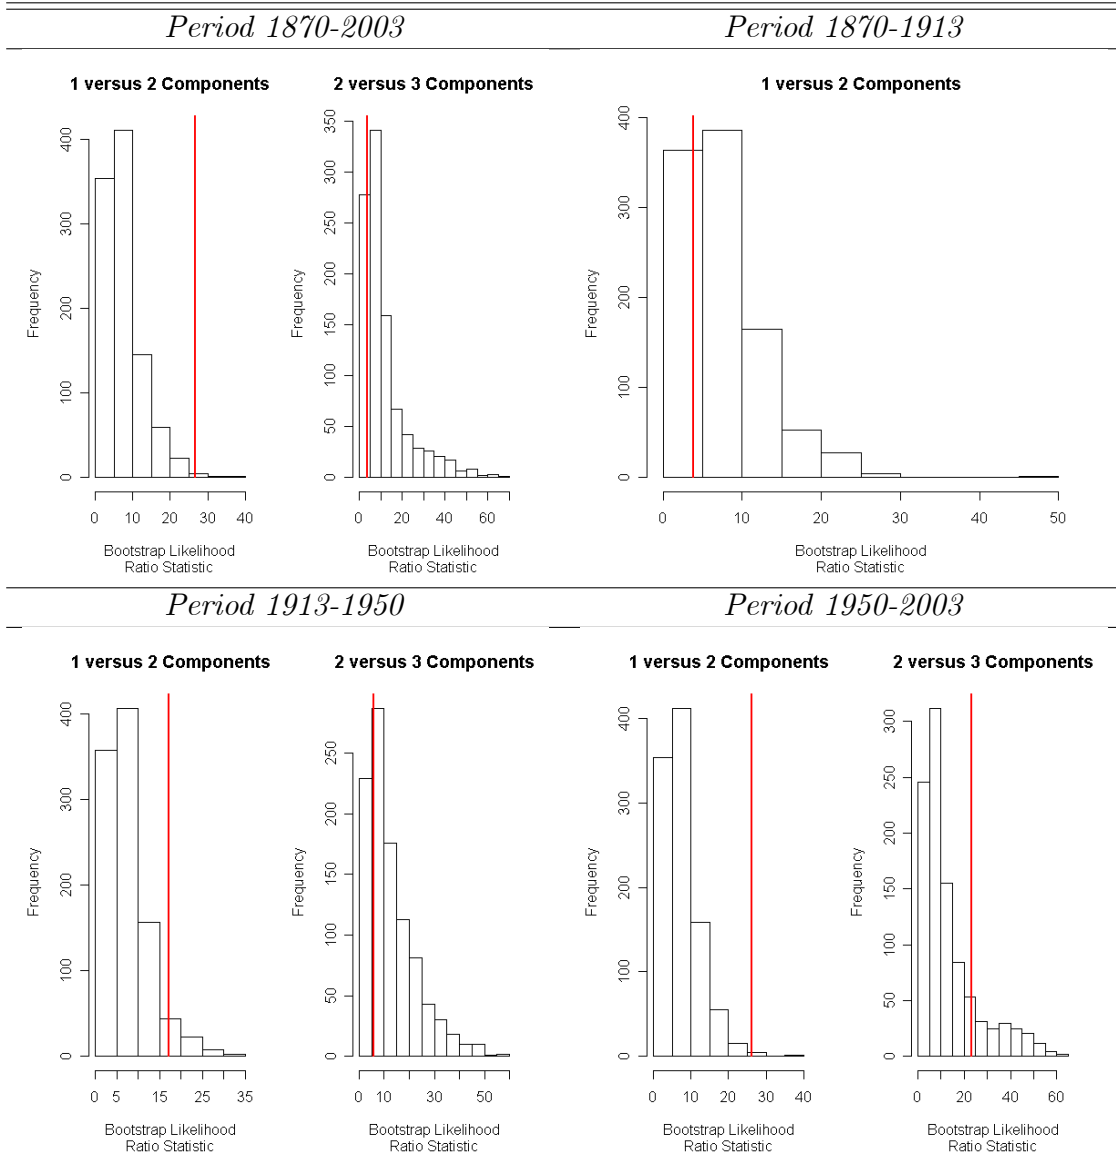 Period 1870-2003 Period 1870-1913
1 versus 2 Components 2 versus 3 Components 1 versus 2 Components
Frequency
0 100 200 300 400
0 10 20 30 40
Bootstrap Likelihood
Ratio Statistic
Frequency
0 50 100 150 200 250 300 350
0 20 40 60
Bootstrap Likelihood
Ratio Statistic
Frequency
0 100 200 300 400
0 10 20 30 40 50
Bootstrap Likelihood
Ratio Statistic
Period 1913-1950 Period 1950-2003
1 versus 2 Components 2 versus 3 Components 1 versus 2 Components 2 versus 3 Components
Frequency
0 100 200 300 400
0 5 15 25 35
Bootstrap Likelihood
Ratio Statistic
Frequency
0 50 100 150 200 250
0 10 30 50
Bootstrap Likelihood
Ratio Statistic
Frequency
0 100 200 300 400
0 10 20 30 40
Bootstrap Likelihood
Ratio Statistic
Frequency
0 50 100 150 200 250 300
0 20 40 60
Bootstrap Likelihood
Ratio Statistic